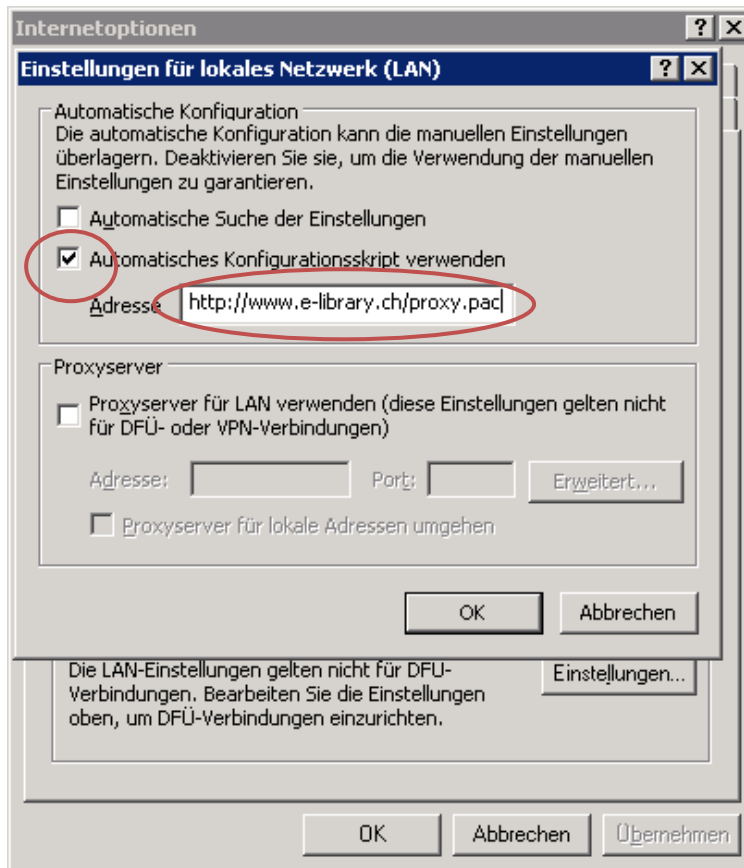 Internetoptionen
Einstellungen für lokales Netzwerk (LAN)
Automatische Konfiguration
Die automatische Konfiguration kann die manuellen Einstellungen
überlagern. Deaktivieren Sie sie, um die Verwendung der manuellen
Einstellungen zu garantieren.
Automatische Suche der Einstellungen
Automatisches Konfigurationsskript verwenden
Adresse http://www.e-library.ch/proxy.pac
Proxyserver
Proxyserver für LAN verwenden (diese Einstellungen gelten nicht
für DFÜ- oder VPN-Verbindungen)
Adresse: Port: Erweitert...
Proxyserver für lokale Adressen umgehen
OK Abbrechen
Die LAN-Einstellungen gelten nicht für DFÜ-
Verbindungen. Bearbeiten Sie die Einstellungen
oben, um DFÜ-Verbindungen einzurichten.
Einstellungen...
OK Abbrechen Übernehmen